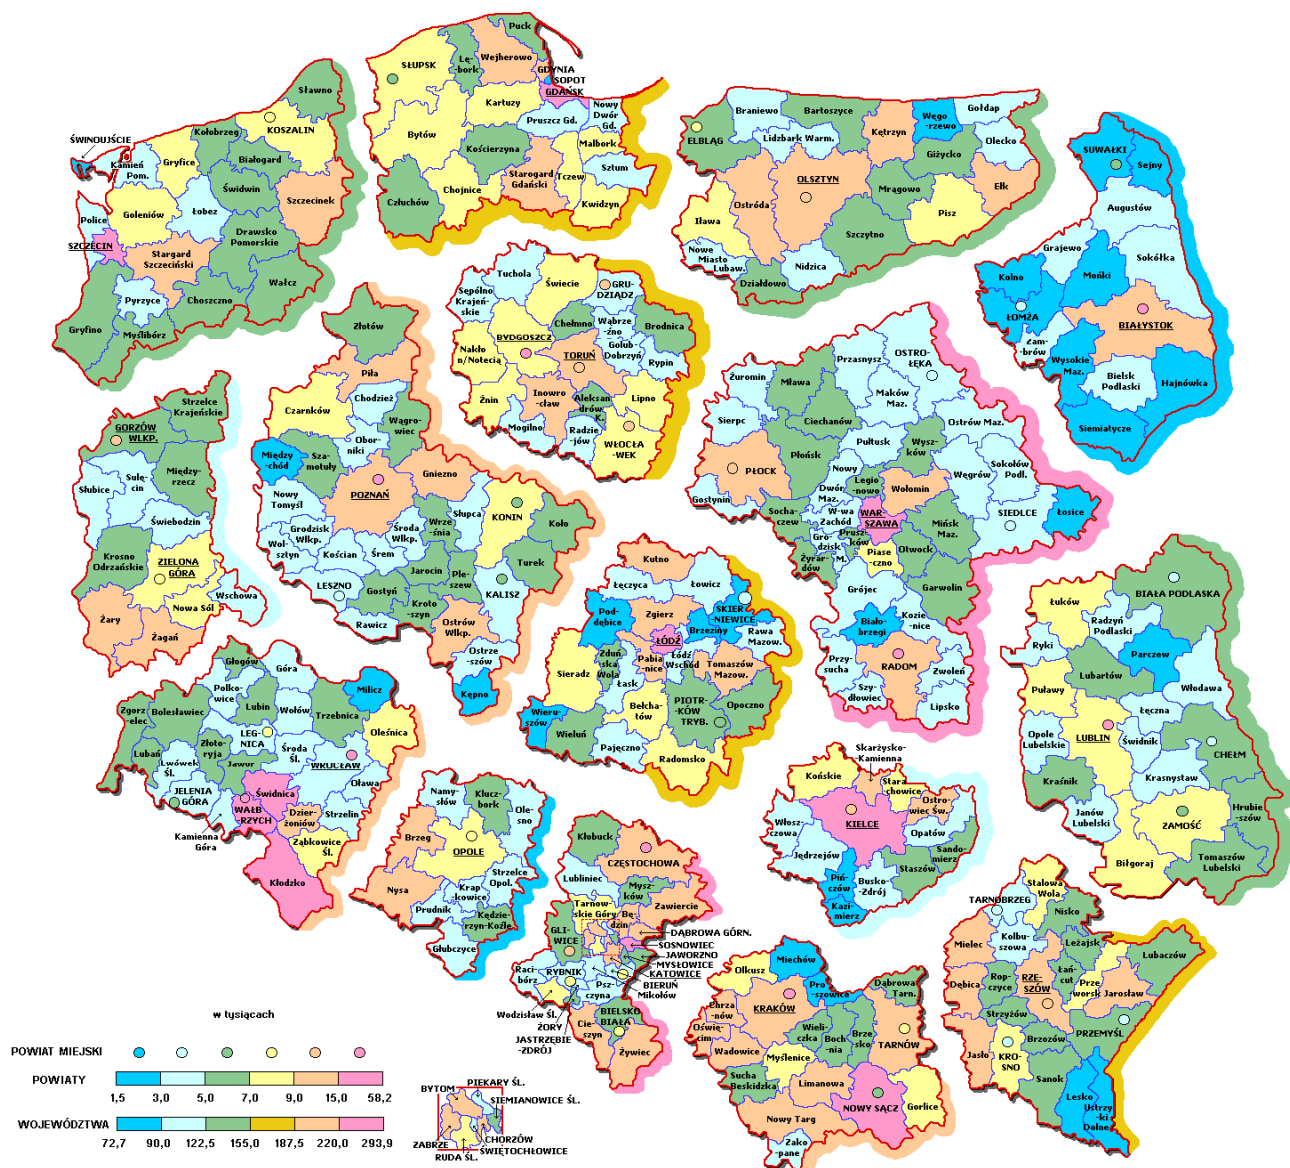 Puck
SŁUPSK
Lę-
bork
Wejherowo
GDYNIA
SOPOT
GDAŃSK
Kartuzy
Pruszcz Gd.
Nowy
Dwór
Gd.
Bytów
Kościerzyna
Malbork
Starogard
Gdański
Tczew
Sztum
Chojnice
Człuchów
Kwidzyn
Sławno
KOSZALIN
Kołobrzeg
ŚWINOUJŚCIE
Kamień
Pom.
Gryfice
Białogard
Świdwin
Szczecinek
Goleniów
Łobez
Police
SZCZECIN
Drawsko
Pomorskie
Stargard
Szczeciński
Wałcz
Choszczno
Pyrzyce
Gryfino
Myślibórz
Braniewo
Bartoszyce
Węgo
-rzewo
Gołdap
ELBLĄG
Lidzbark Warm.
Kętrzyn
Olecko
Giżycko
OLSZTYN
Mrągowo
Ełk
Ostróda
Iława
Pisz
Szczytno
Nowe
Miasto
Lubaw.
Nidzica
Działdowo
SUWAŁKI
Sejny
Augustów
Grajewo
Sokółka
Kolno
Mońki
ŁOMŻA
BIAŁYSTOK
Zam-
brów
Wysokie
Maz.
Bielsk
Podlaski
Hajnówka
Siemiatycze
Tuchola
Świecie
GRU-
DZIĄDZ
Sępólno
Krajeń-
skie
Chełmno
Wąbrze-
źno
Brodnica
BYDGOSZCZ
Golub
Dobrzyń
Nakło
n/Notecią
TORUŃ
Rypin
Żnin
Inowro
-cław
Aleksan
drów.
K.
Lipno
Mogilno
Radzie
-jów
WŁOCŁA
-WEK
Złotów
Piła
Chodzież
Czarnków
Wągro-
wiec
Obor-
niki
Między
-chód
Sza-
motuły
POZNAŃ
Gniezno
Nowy
Tomyśl
Słupca
KONIN
Wrze-
śnia
Koło
Grodzisk
Wlkp.
Środa
Wlkp.
Wol-
sztyn
Kościan
Śrem
Jarocin
Ple-
szew
Turek
LESZNO
Gostyń
KALISZ
Kroto-
szyn
Rawicz
Ostrów
Wlkp.
Ostrze-
szów
Kępno
Strzelce
Krajeńskie
GORZÓW
WLKP.
Między-
rzecz
Sulę-
cin
Słubice
Świebodzin
Krosno
Odrzańskie
ZIELONA
GÓRA
Wschowa
Nowa Sól
Żary
Żagań
OSTRO-
ŁĘKA
Przasnysz
Żuromin
Mława
Maków
Maz.
Ciechanów
Ostrów Maz.
Sierpc
Pułtusk
Wysz-
ków
Płońsk
PŁOCK
Nowy
Dwór
Maz.
Legio-
nowo
Węgrów
Sokołów
Podl.
Wołomin
Gostynin
Socha-
czew
W-wa
Zachód
WAR-
SZAWA
SIEDLCE
Łosice
Gro-
dzisk
M.
Prusz-
ków
Mińsk
Maz.
Żyrar-
dów
Piase
-czno
Otwock
Grójec
Garwolin
Biało-
brzegi
Kozie-
nice
Przy-
sucha
RADOM
Zwoleń
Szy-
dłowiec
Lipsko
Kutno
Łęczyca
Łowicz
Pod-
dębice
Zgierz
SKIER
NIEWICE
Brzeziny
Rawa
Mazow.
ŁÓDŹ
Sieradz
Zduń
ska
Wola
Pabia
-nice
Łódź
Wschód
Łask
Tomaszów
Mazow.
Bełcha-
tów
PIOTR-
KÓW
TRYB.
Opoczno
Wieru-
szów
Wieluń
Pajęczno
Radomsko
BIAŁA PODLASKA
Łuków
Radzyń
Podlaski
Ryki
Parczew
Lubartów
Włodawa
Puławy
Łęczna
LUBLIN
Opole
Lubelskie
Świdnik
CHEŁM
Krasnystaw
Kraśnik
Janów
Lubelski
Hrubie-
szów
ZAMOŚĆ
Biłgoraj
Tomaszów
Lubelski
Głogów
Góra
Milicz
Polko-
wice
Lubin
Wołów
Trzebnica
Zgorz
-elec
Bolesławiec
LEG-
NICA
Oleśnica
Złoto-
ryja
Środa
Śl.
WROCŁAW
Lubań
Lwówek
Śl.
Jawor
Oława
JELENIA
GÓRA
Świdnica
WAŁB
-RZYCH
Kamienna
Góra
Dzier-
żoniów
Strzelin
Ząbkowice
Śl.
Kłodzko
Namy-
słów
Klucz-
bork
Ole-
sno
Brzeg
OPOLE
Nysa
Strzelce
Opol.
Krap
-kowice
Prudnik
Kędzie-
rzyn-Koźle
Głubczyce
Skarżysko-
Kamienna
Końskie
Stara
chowice
Ostro-
wiec Św.
Włosz-
czowa
KIELCE
Opatów
Jędrzejów
Sando-
mierz
Staszów
Piń-
czów
Busko-
-Zdrój
Kazi-
mierz
Kłobuck
CZĘSTOCHOWA
Lubliniec
Mysz-
ków
Tarnow-
skie Góry
Bę-
dzin
Zawiercie
GLI-
WICE
DĄBROWA GÓRN.
SOSNOWIEC
JAWORZNO
MYSŁOWICE
KATOWICE
BIERUŃ
Mikołów
Raci-
bórz
RYBNIK
Psz-
czyna
Wodzisław Śl.
ŻORY
JASTRZĘBIE
-ZDRÓJ
BIELSKO
BIAŁA
Cie-
szyn
Żywiec
Miechów
Olkusz
Pro-
szowice
Dąbrowa
Tarn.
Chrza-
nów
KRAKÓW
Oświę-
cim
Wieli-
czka
Boch-
nia
Brze-
sko
TARNÓW
Wadowice
Myślenice
Sucha
Beskidzka
Limanowa
NOWY SĄCZ
Gorlice
Nowy Targ
Zako-
pane
Stalowa
Wola
TARNOBRZEG
Nisko
Kolbu-
szowa
Mielec
Leżajsk
Lubaczów
Rop-
czyce
RZE-
SZÓW
Łań-
cut
Prze-
worsk
Jarosław
Dębica
Strzyżów
PRZEMYŚL
Jasło
KRO-
SNO
Brzozów
Sanok
Lesko
Ustrzy-
ki
Dolne
PIEKARY ŚL.
BYTOM
SIEMIANOWICE ŚL.
CHORZÓW
ZABRZE
ŚWIĘTOCHŁOWICE
RUDA ŚL.
w tysiącach
POWIAT MIEJSKI
POWIATY
1,5 3,0 5,0 7,0 9,0 15,0 58,2
WOJEWÓDZTWA
72,7 90,0 122,5 155,0 187,5 220,0 293,9